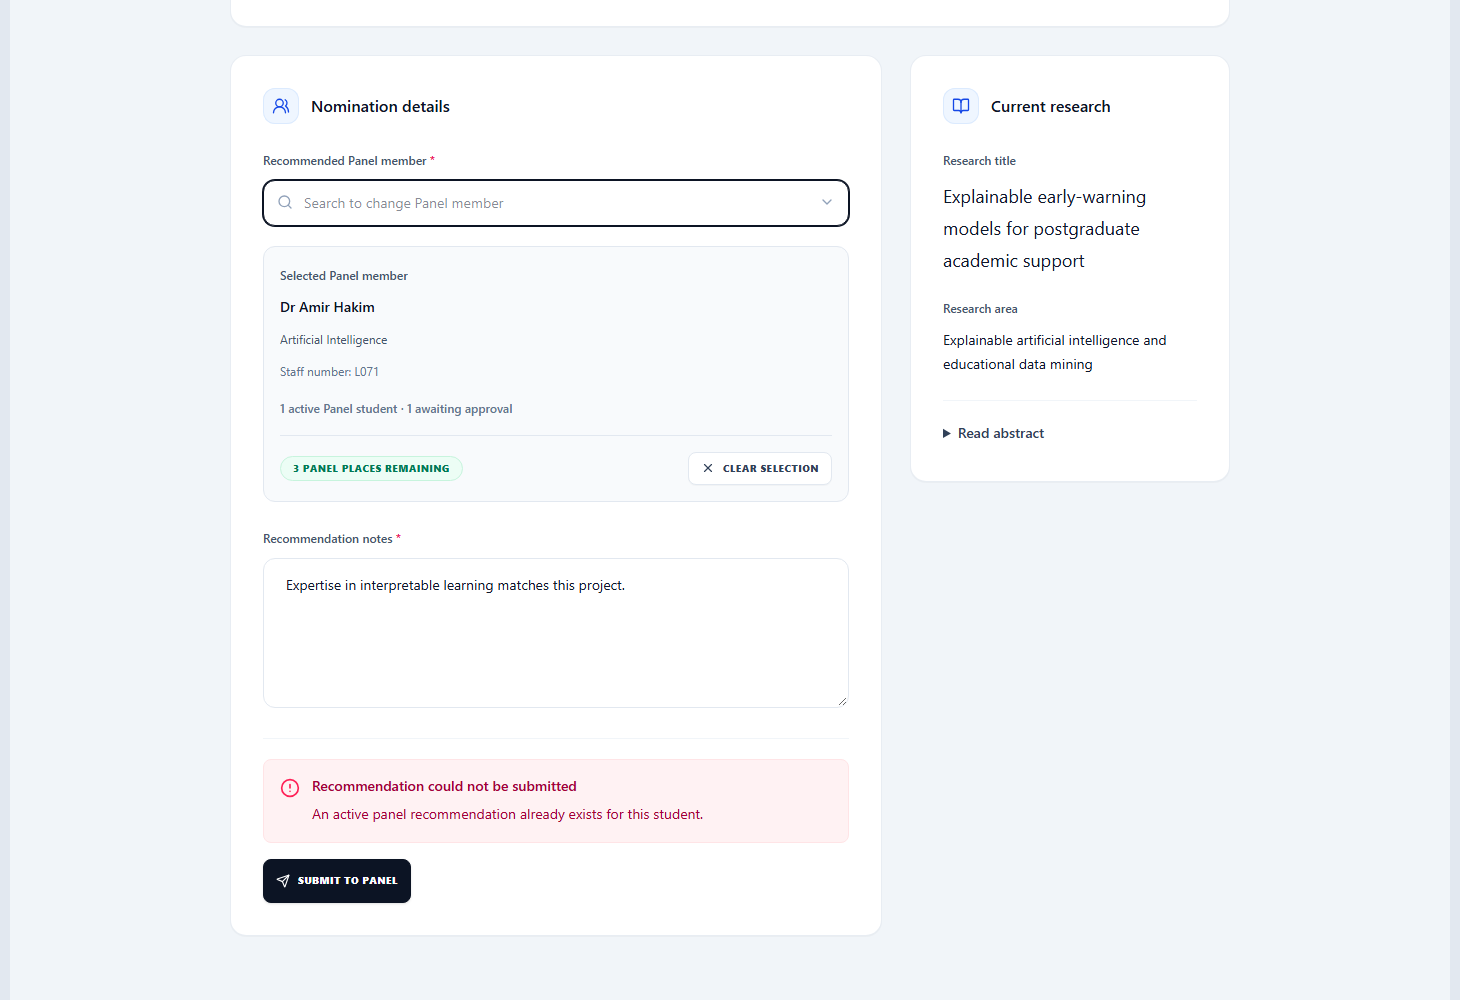 Nomination details
Recommended Panel member *
Search to change Panel member
Selected Panel member
Dr Amir Hakim
Artificial Intelligence
Staff number: L071
1 active Panel student · 1 awaiting approval
3 PANEL PLACES REMAINING
CLEAR SELECTION
Recommendation notes *
Expertise in interpretable learning matches this project.
Recommendation could not be submitted
An active panel recommendation already exists for this student.
SUBMIT TO PANEL
Current research
Research title
Explainable early-warning
models for postgraduate
academic support
Research area
Explainable artificial intelligence and
educational data mining
Read abstract